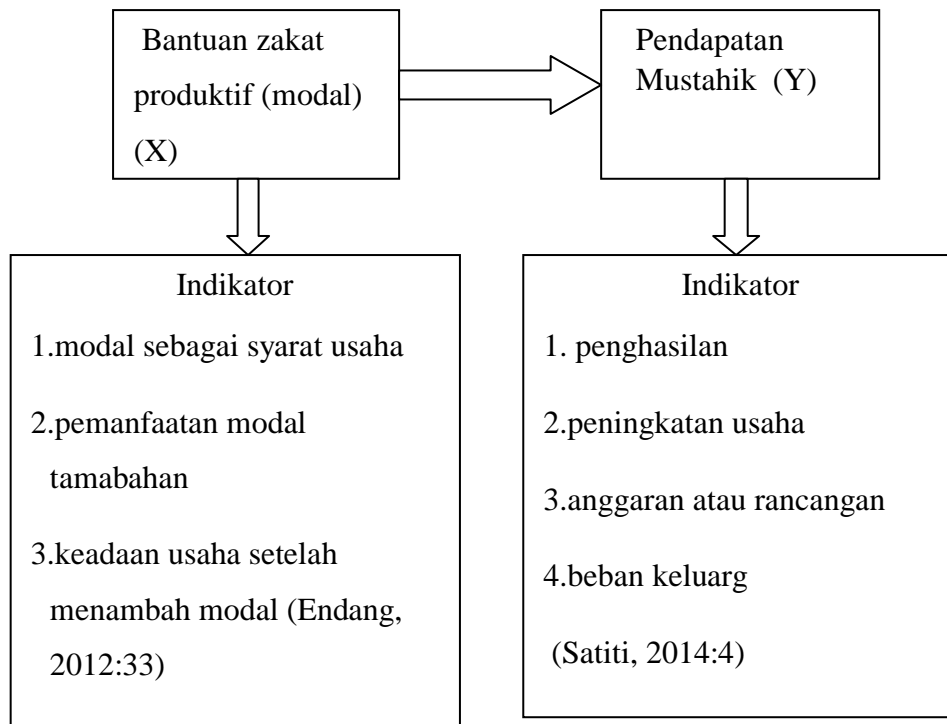 Bantuan zakat
produktif (modal)
(X)
Pendapatan
Mustahik (Y)
Indikator
1.modal sebagai syarat usaha
2.pemanfaatan modal
tamabahan
3.keadaan usaha setelah
menambah modal (Endang,
2012:33)
Indikator
1. penghasilan
2.peningkatan usaha
3.anggaran atau rancangan
4.beban keluarg
(Satiti, 2014:4)